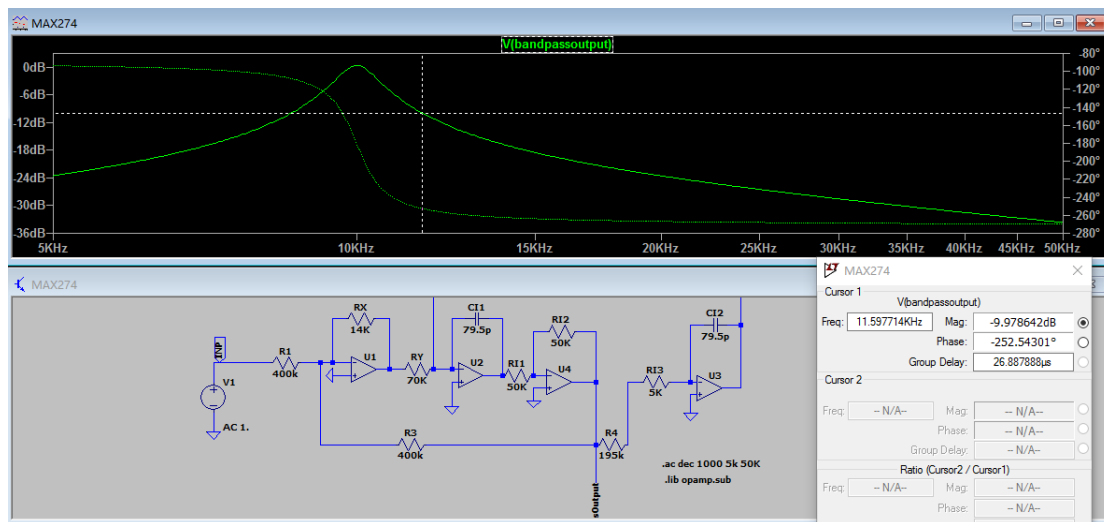 MAX274
V(bandpassoutput)
0dB
-6dB
-12dB
-18dB
-24dB
-30dB
-36dB
-80°
-100°
-120°
-140°
-160°
-180°
-200°
-220°
-240°
-260°
-280°
5KHz 10KHz 15KHz 20KHz 25KHz 30KHz 35KHz 40KHz 45KHz 50KHz
MAX274
INP
V1
AC 1.
R1
400k
RX
14K
U1
RY
70K
CI1
79.5p
U2
RI1
50K
RI2
50K
U4
R3
400k
R4
195k
RI3
5K
CI2
79.5p
U3
.ac dec 1000 5k 50K
.lib opamp.sub
sOutput
MAX274
Cursor 1
V(bandpassoutput)
Freq: 11.597714KHz Mag: -9.978642dB
Phase: -252.54301°
Group Delay: 26.887888µs
Cursor 2
Freq: -- N/A-- Mag: -- N/A--
Phase: -- N/A--
Group Delay: -- N/A--
Ratio (Cursor2 / Cursor1)
Freq: -- N/A-- Mag: -- N/A--
Phase: -- N/A--